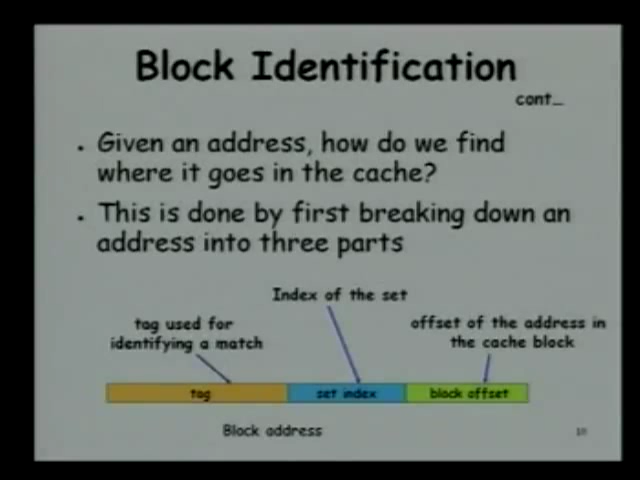 Block Identification
cont…
• Given an address, how do we find
where it goes in the cache?
• This is done by first breaking down an
address into three parts
Index of the set
tag used for
identifying a match
offset of the address in
the cache block
tag
set index
block offset
Block address